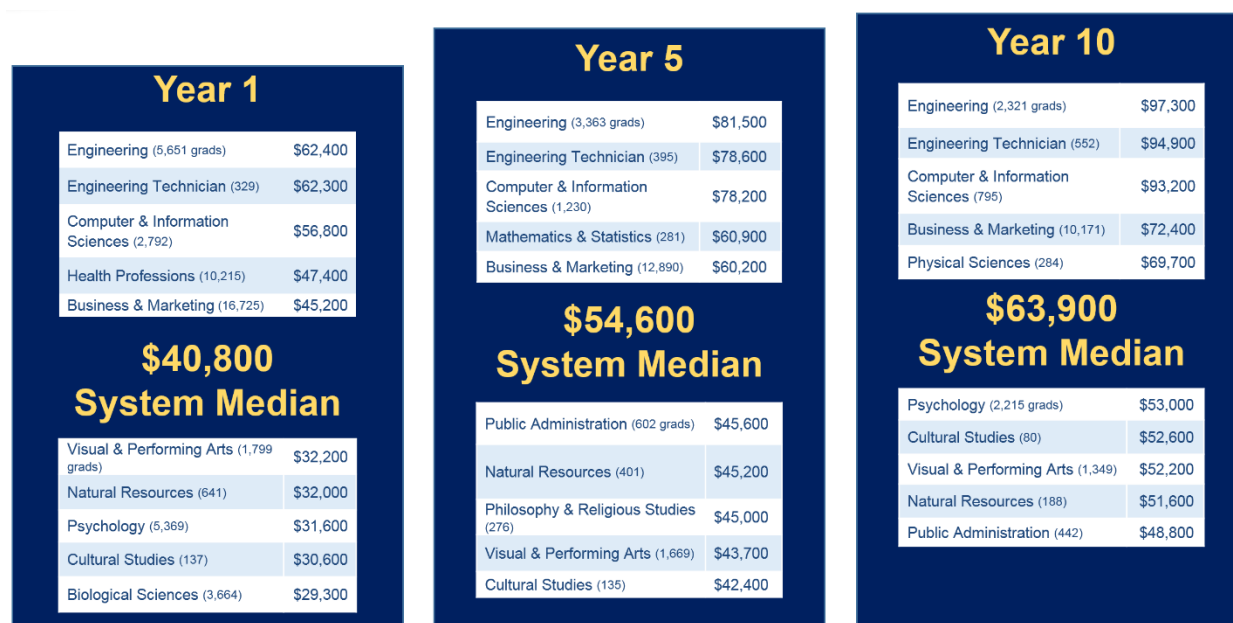 Year 1
Engineering (5,651 grads) $62,400
Engineering Technician (329) $62,300
Computer & Information
Sciences (2,792) $56,800
Health Professions (10,215) $47,400
Business & Marketing (16,725) $45,200
$40,800
System Median
Visual & Performing Arts (1,799
grads) $32,200
Natural Resources (641) $32,000
Psychology (5,369) $31,600
Cultural Studies (137) $30,600
Biological Sciences (3,664) $29,300
Year 5
Engineering (3,363 grads) $81,500
Engineering Technician (395) $78,600
Computer & Information
Sciences (1,230) $78,200
Mathematics & Statistics (281) $60,900
Business & Marketing (12,890) $60,200
$54,600
System Median
Public Administration (602 grads) $45,600
Natural Resources (401) $45,200
Philosophy & Religious Studies
(276) $45,000
Visual & Performing Arts (1,669) $43,700
Cultural Studies (135) $42,400
Year 10
Engineering (2,321 grads) $97,300
Engineering Technician (552) $94,900
Computer & Information
Sciences (795) $93,200
Business & Marketing (10,171) $72,400
Physical Sciences (284) $69,700
$63,900
System Median
Psychology (2,215 grads) $53,000
Cultural Studies (80) $52,600
Visual & Performing Arts (1,349) $52,200
Natural Resources (188) $51,600
Public Administration (442) $48,800